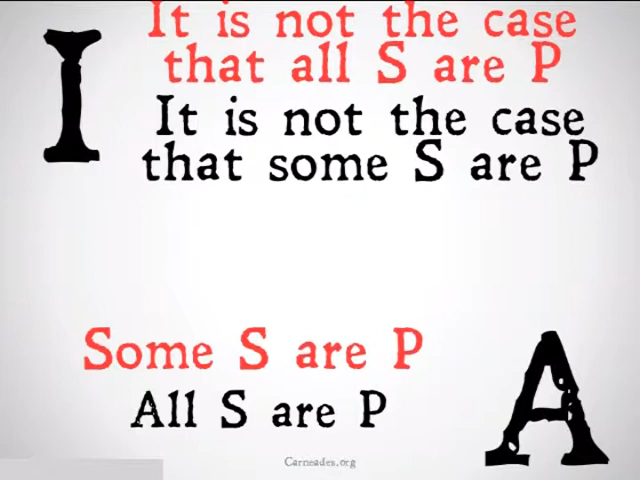 I
It is not the case
that all S are P
It is not the case
that some S are P
Some S are P
All S are P
A
Carneades.org